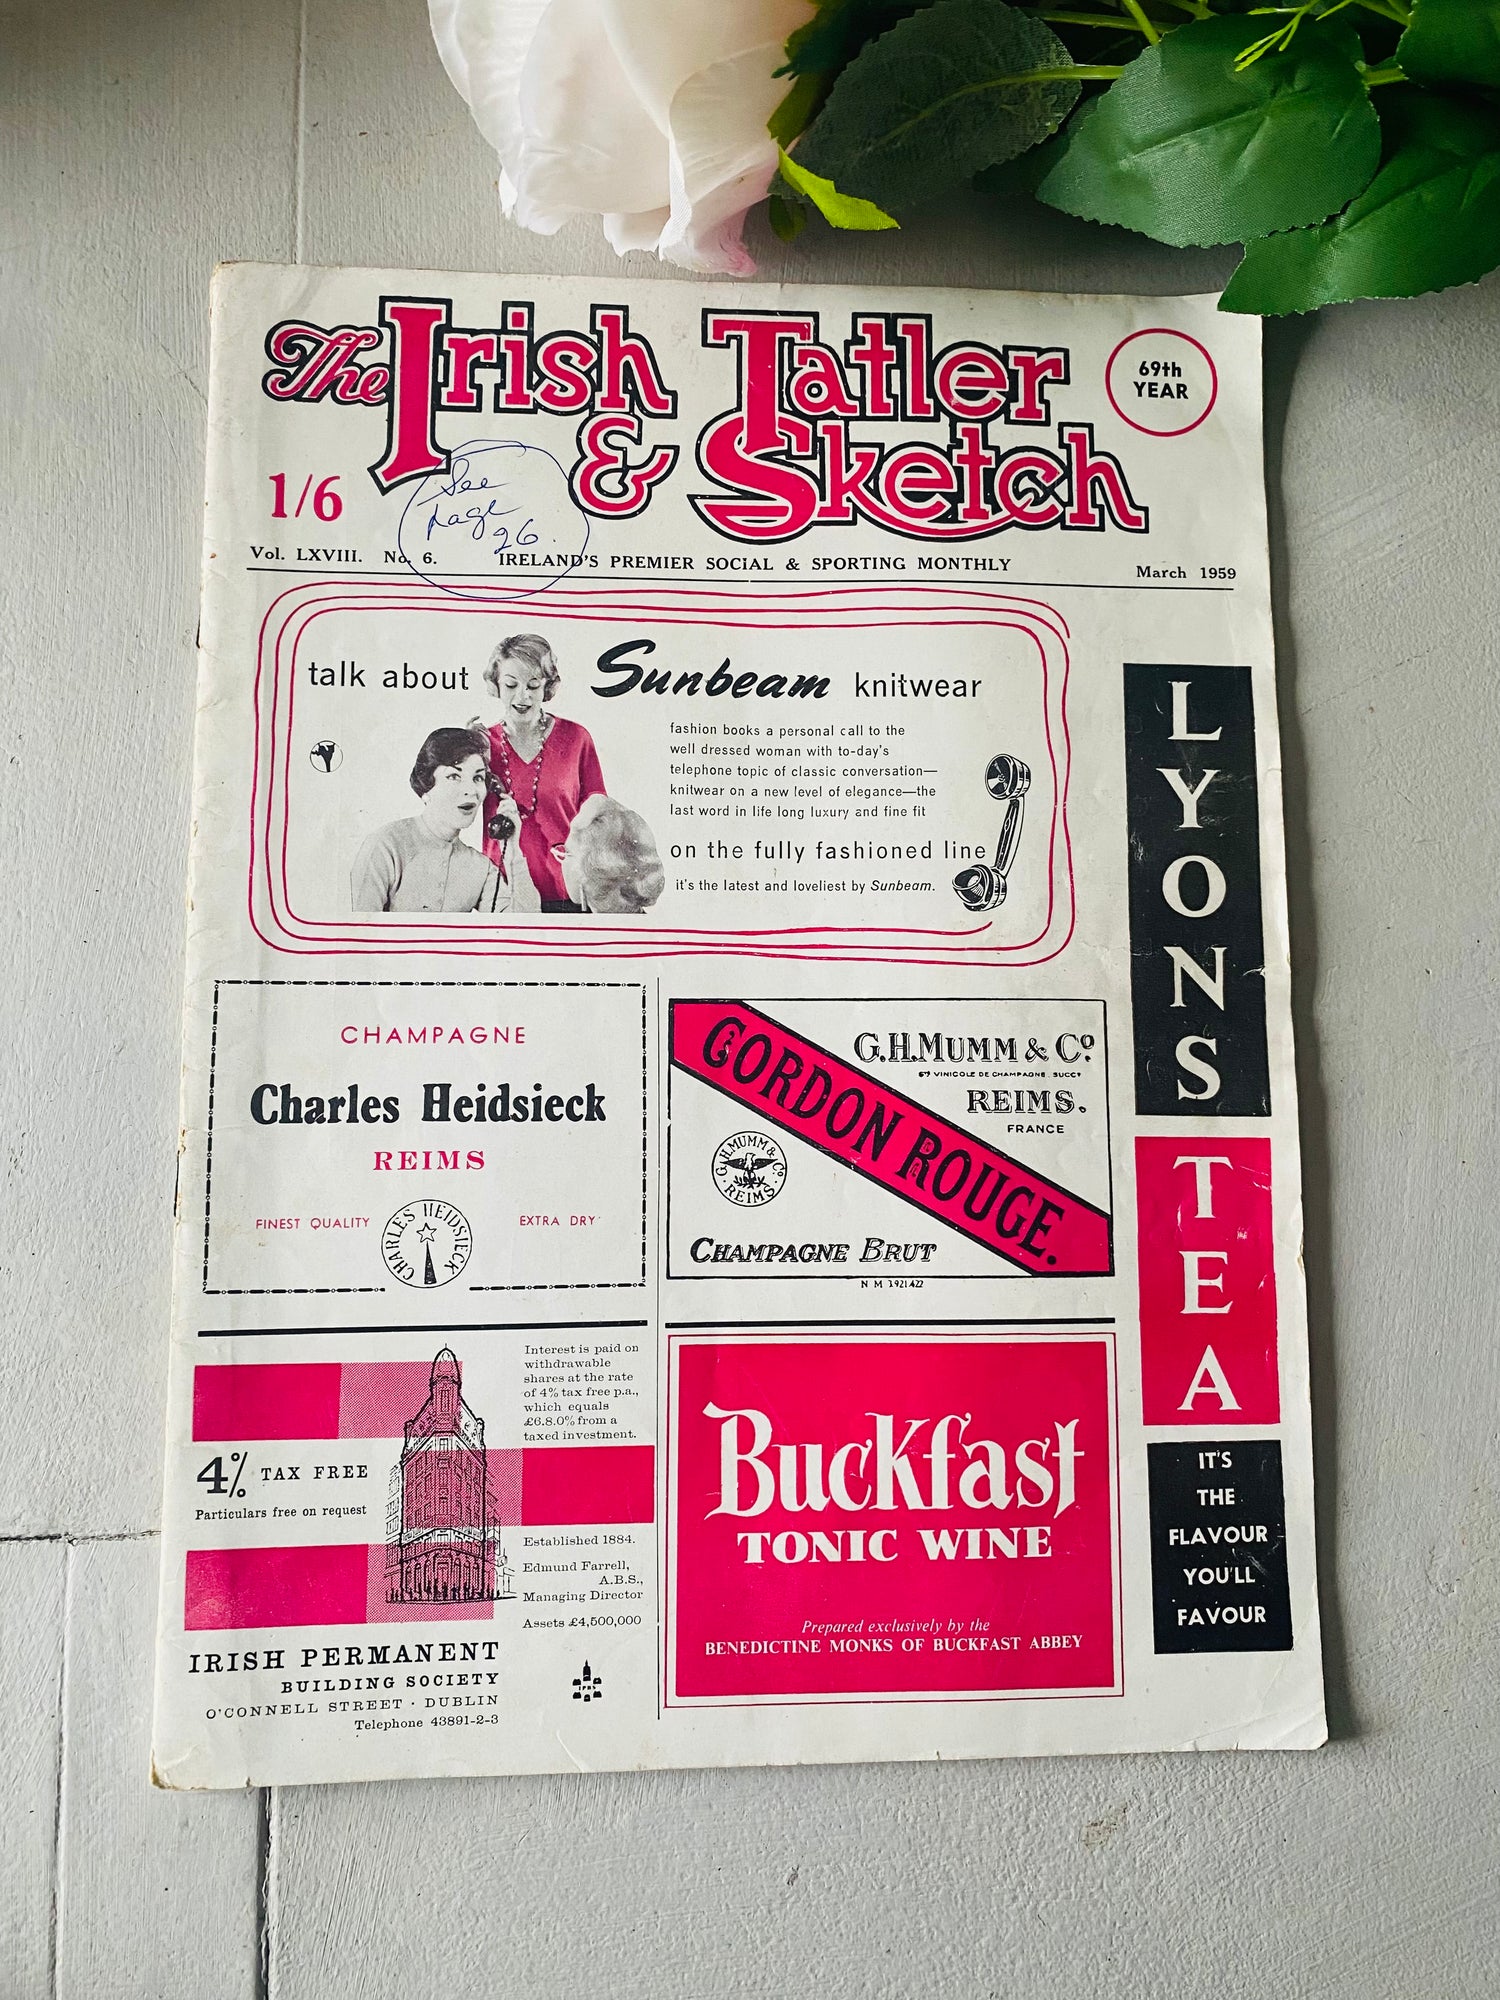 The Irish Tatler
& Sketch
69th
YEAR
1/6
See
page
26.
Vol. LXVIII. No. 6. IRELAND'S PREMIER SOCIAL & SPORTING MONTHLY March 1959
talk about Sunbeam knitwear
fashion books a personal call to the
well dressed woman with to-day's
telephone topic of classic conversation—
knitwear on a new level of elegance—the
last word in life long luxury and fine fit
on the fully fashioned line
it's the latest and loveliest by Sunbeam.
LYONS
TEA
IT'S
THE
FLAVOUR
YOU'LL
FAVOUR
CHAMPAGNE
Charles Heidsieck
REIMS
FINEST QUALITY
EXTRA DRY
CHARLES HEIDSIECK
G.H.MUMM & Cº
Sᵗᵉ VINICOLE DE CHAMPAGNE SUCCʳ
REIMS.
FRANCE
CORDON ROUGE.
G.H.MUMM & Cº
REIMS
CHAMPAGNE BRUT
N M 1921422
Interest is paid on
withdrawable
shares at the rate
of 4% tax free p.a.,
which equals
£6.8.0% from a
taxed investment.
4% TAX FREE
Particulars free on request
Established 1884.
Edmund Farrell,
A.B.S.,
Managing Director
Assets £4,500,000
IRISH PERMANENT
BUILDING SOCIETY
O'CONNELL STREET · DUBLIN
Telephone 43891-2-3
IPBS
Buckfast
TONIC WINE
Prepared exclusively by the
BENEDICTINE MONKS OF BUCKFAST ABBEY